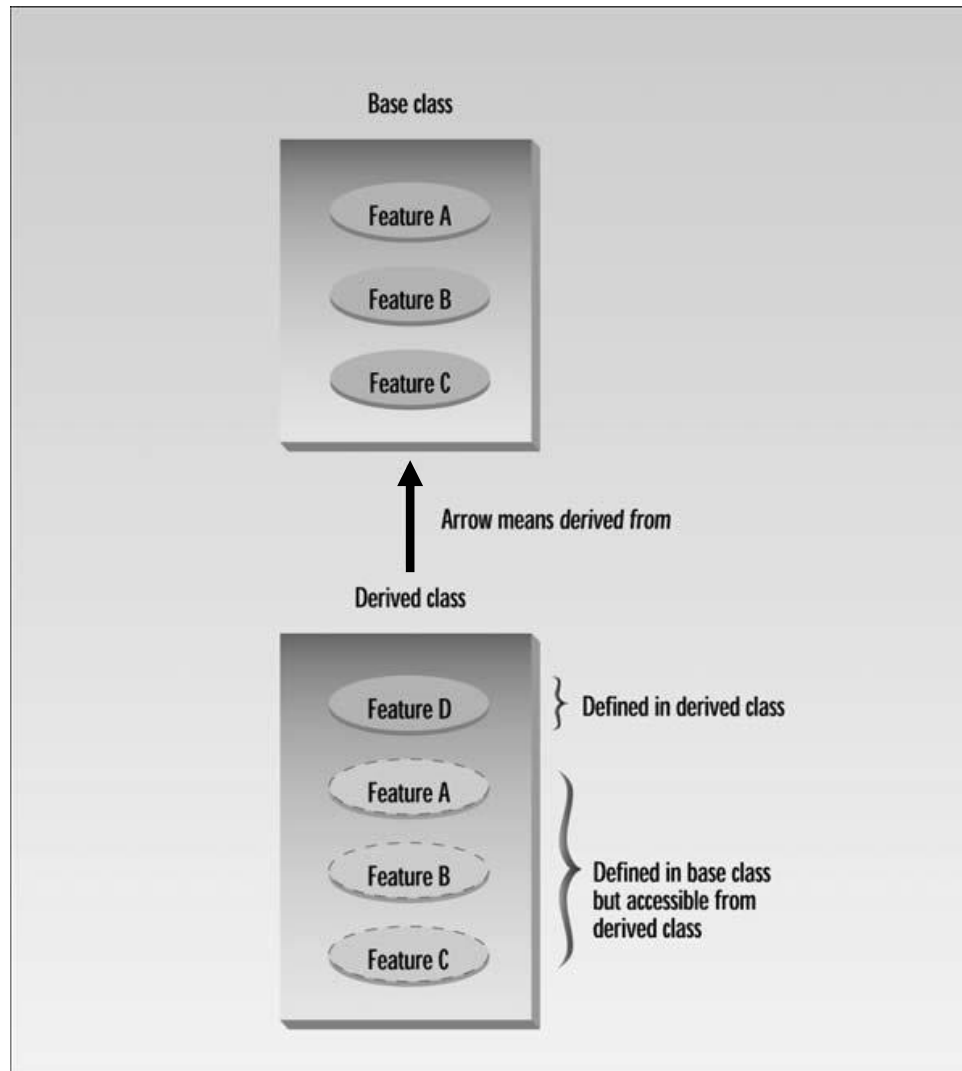 Base class
Feature A
Feature B
Feature C
Arrow means derived from
Derived class
Feature D
Defined in derived class
Feature A
Feature B
Defined in base class
but accessible from
derived class
Feature C